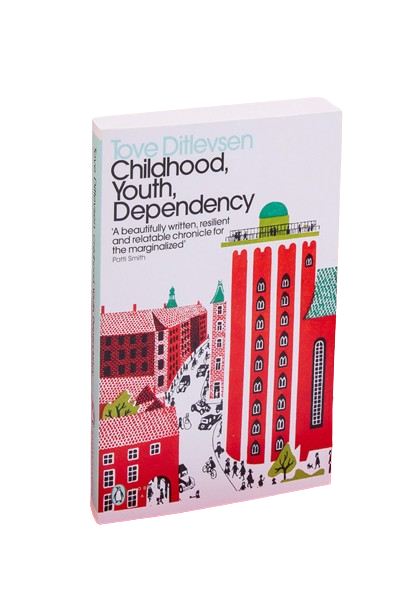 Tove Ditlevsen
Childhood,
Youth,
Dependency
'A beautifully written, resilient
and relatable chronicle for
the marginalized'
Patti Smith